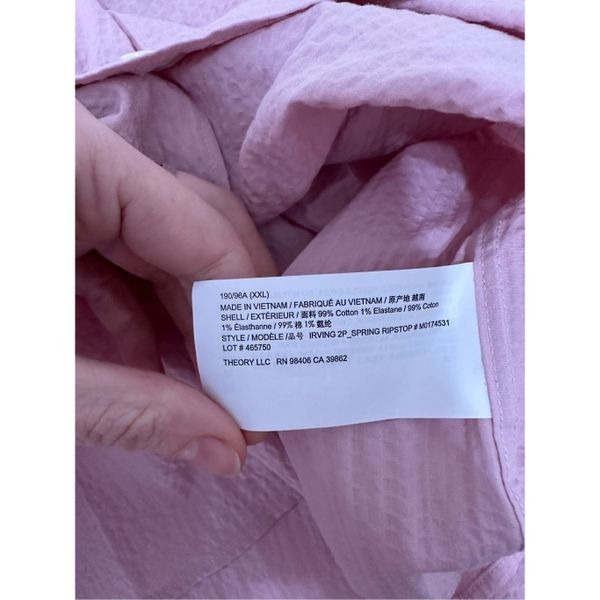 190/96A (XXL)
MADE IN VIETNAM / FABRIQUÉ AU VIETNAM / 原产地 越南
SHELL / EXTÉRIEUR / 面料 99% Cotton 1% Elastane / 99% Coton
1% Élasthanne / 99% 棉 1% 氨纶
STYLE / MODÈLE / 品号 IRVING 2P_SPRING RIPSTOP # M0174531
LOT # 465750
THEORY LLC RN 98406 CA 39862